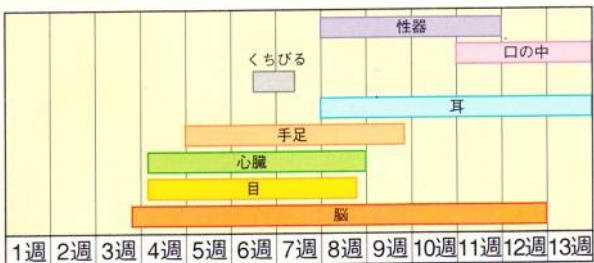 性器
口の中
くちびる
耳
手足
心臓
目
脳
1週 2週 3週 4週 5週 6週 7週 8週 9週 10週 11週 12週 13週